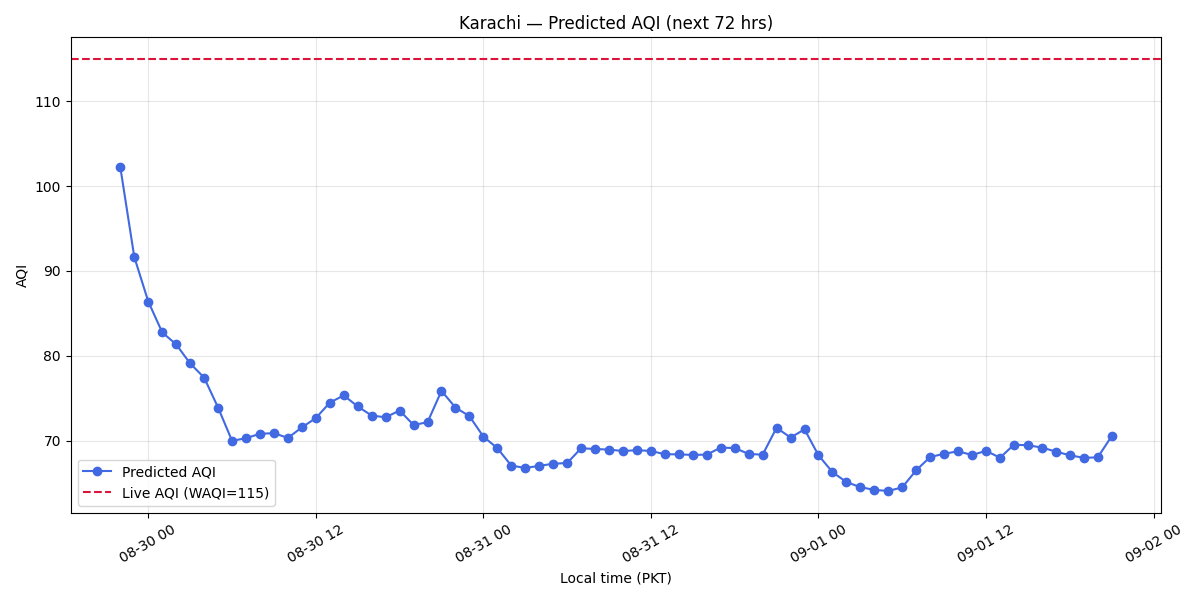 Karachi — Predicted AQI (next 72 hrs)
AQI
110
100
90
80
70
Predicted AQI
Live AQI (WAQI=115)
08-30 00
08-30 12
08-31 00
08-31 12
09-01 00
09-01 12
09-02 00
Local time (PKT)